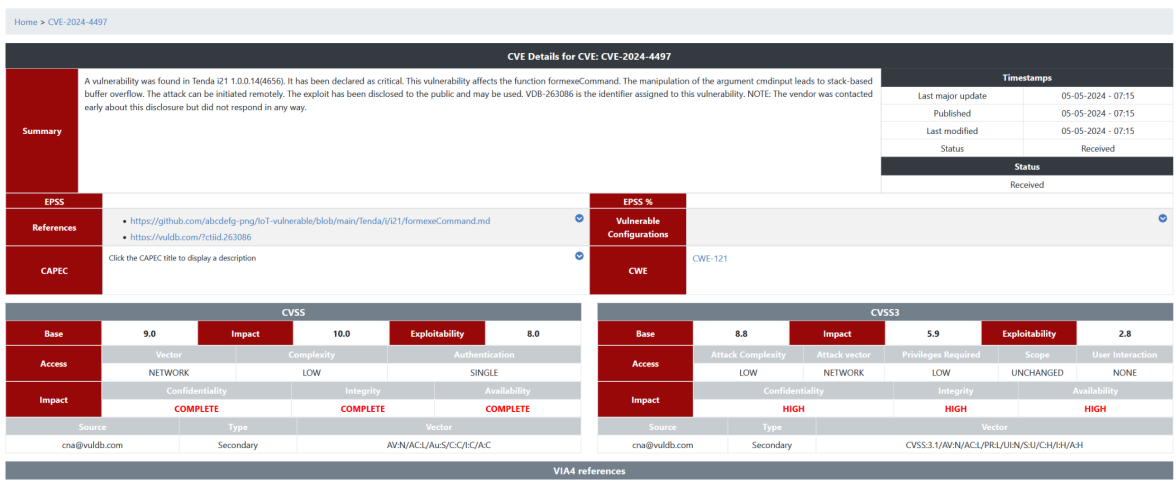 Home > CVE-2024-4497
CVE Details for CVE: CVE-2024-4497
Summary
A vulnerability was found in Tenda i21 1.0.0.14(4656). It has been declared as critical. This vulnerability affects the function formexeCommand. The manipulation of the argument cmdinput leads to stack-based
buffer overflow. The attack can be initiated remotely. The exploit has been disclosed to the public and may be used. VDB-263086 is the identifier assigned to this vulnerability. NOTE: The vendor was contacted
early about this disclosure but did not respond in any way.
Timestamps
Last major update 05-05-2024 - 07:15
Published 05-05-2024 - 07:15
Last modified 05-05-2024 - 07:15
Status Received
Status
Received
EPSS EPSS %
References
• https://github.com/abcdefg-png/IoT-vulnerable/blob/main/Tenda/i/i21/formexeCommand.md
• https://vuldb.com/?ctiid.263086
Vulnerable
Configurations
CAPEC Click the CAPEC title to display a description
CWE CWE-121
CVSS
Base 9.0 Impact 10.0 Exploitability 8.0
Access
Vector Complexity Authentication
NETWORK LOW SINGLE
Impact
Confidentiality Integrity Availability
COMPLETE COMPLETE COMPLETE
Source Type Vector
cna@vuldb.com Secondary AV:N/AC:L/Au:S/C:C/I:C/A:C
CVSS3
Base 8.8 Impact 5.9 Exploitability 2.8
Access
Attack Complexity Attack vector Privileges Required Scope User Interaction
LOW NETWORK LOW UNCHANGED NONE
Impact
Confidentiality Integrity Availability
HIGH HIGH HIGH
Source Type Vector
cna@vuldb.com Secondary CVSS:3.1/AV:N/AC:L/PR:L/UI:N/S:U/C:H/I:H/A:H
VIA4 references